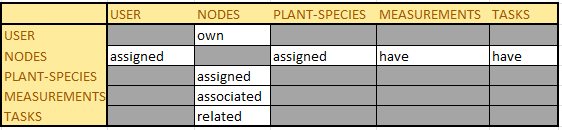 USER NODES PLANT-SPECIES MEASUREMENTS TASKS
USER own
NODES assigned assigned have have
PLANT-SPECIES assigned
MEASUREMENTS associated
TASKS related